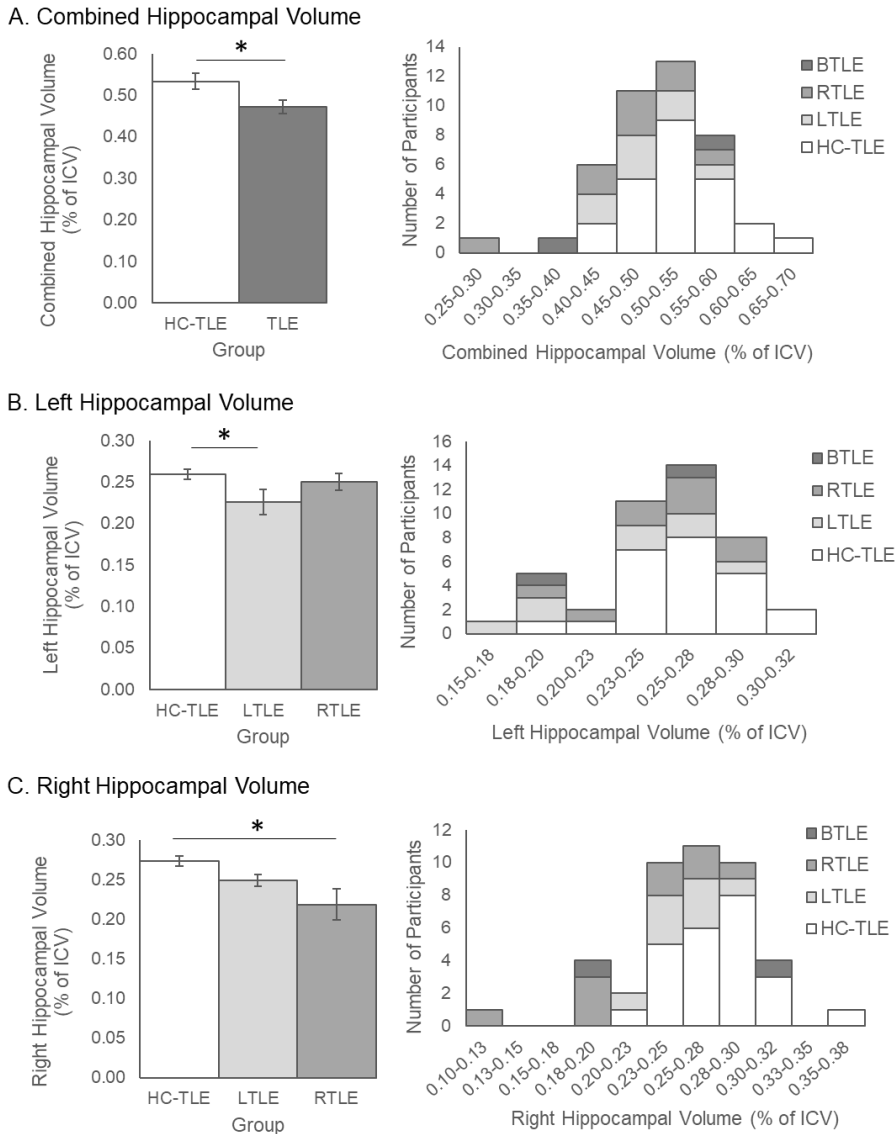 A. Combined Hippocampal Volume
Combined Hippocampal Volume
(% of ICV)
0.60
0.50
0.40
0.30
0.20
0.10
0.00
*
HC-TLE TLE
Group
Number of Participants
14
12
10
8
6
4
2
0
BTLE
RTLE
LTLE
HC-TLE
0.25-0.30
0.30-0.35
0.35-0.40
0.40-0.45
0.45-0.50
0.50-0.55
0.55-0.60
0.60-0.65
0.65-0.70
Combined Hippocampal Volume (% of ICV)
B. Left Hippocampal Volume
Left Hippocampal Volume
(% of ICV)
0.30
0.25
0.20
0.15
0.10
0.05
0.00
*
HC-TLE LTLE RTLE
Group
Number of Participants
16
14
12
10
8
6
4
2
0
BTLE
RTLE
LTLE
HC-TLE
0.15-0.18
0.18-0.20
0.20-0.23
0.23-0.25
0.25-0.28
0.28-0.30
0.30-0.32
Left Hippocampal Volume (% of ICV)
C. Right Hippocampal Volume
Right Hippocampal Volume
(% of ICV)
0.30
0.25
0.20
0.15
0.10
0.05
0.00
*
HC-TLE LTLE RTLE
Group
Number of Participants
12
10
8
6
4
2
0
BTLE
RTLE
LTLE
HC-TLE
0.10-0.13
0.13-0.15
0.15-0.18
0.18-0.20
0.20-0.23
0.23-0.25
0.25-0.28
0.28-0.30
0.30-0.32
0.33-0.35
0.35-0.38
Right Hippocampal Volume (% of ICV)